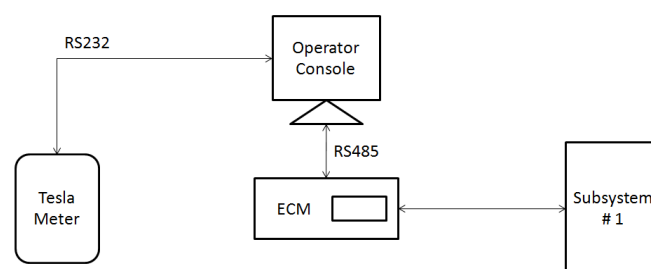 RS232
Operator
Console
RS485
Tesla
Meter
ECM
Subsystem
# 1